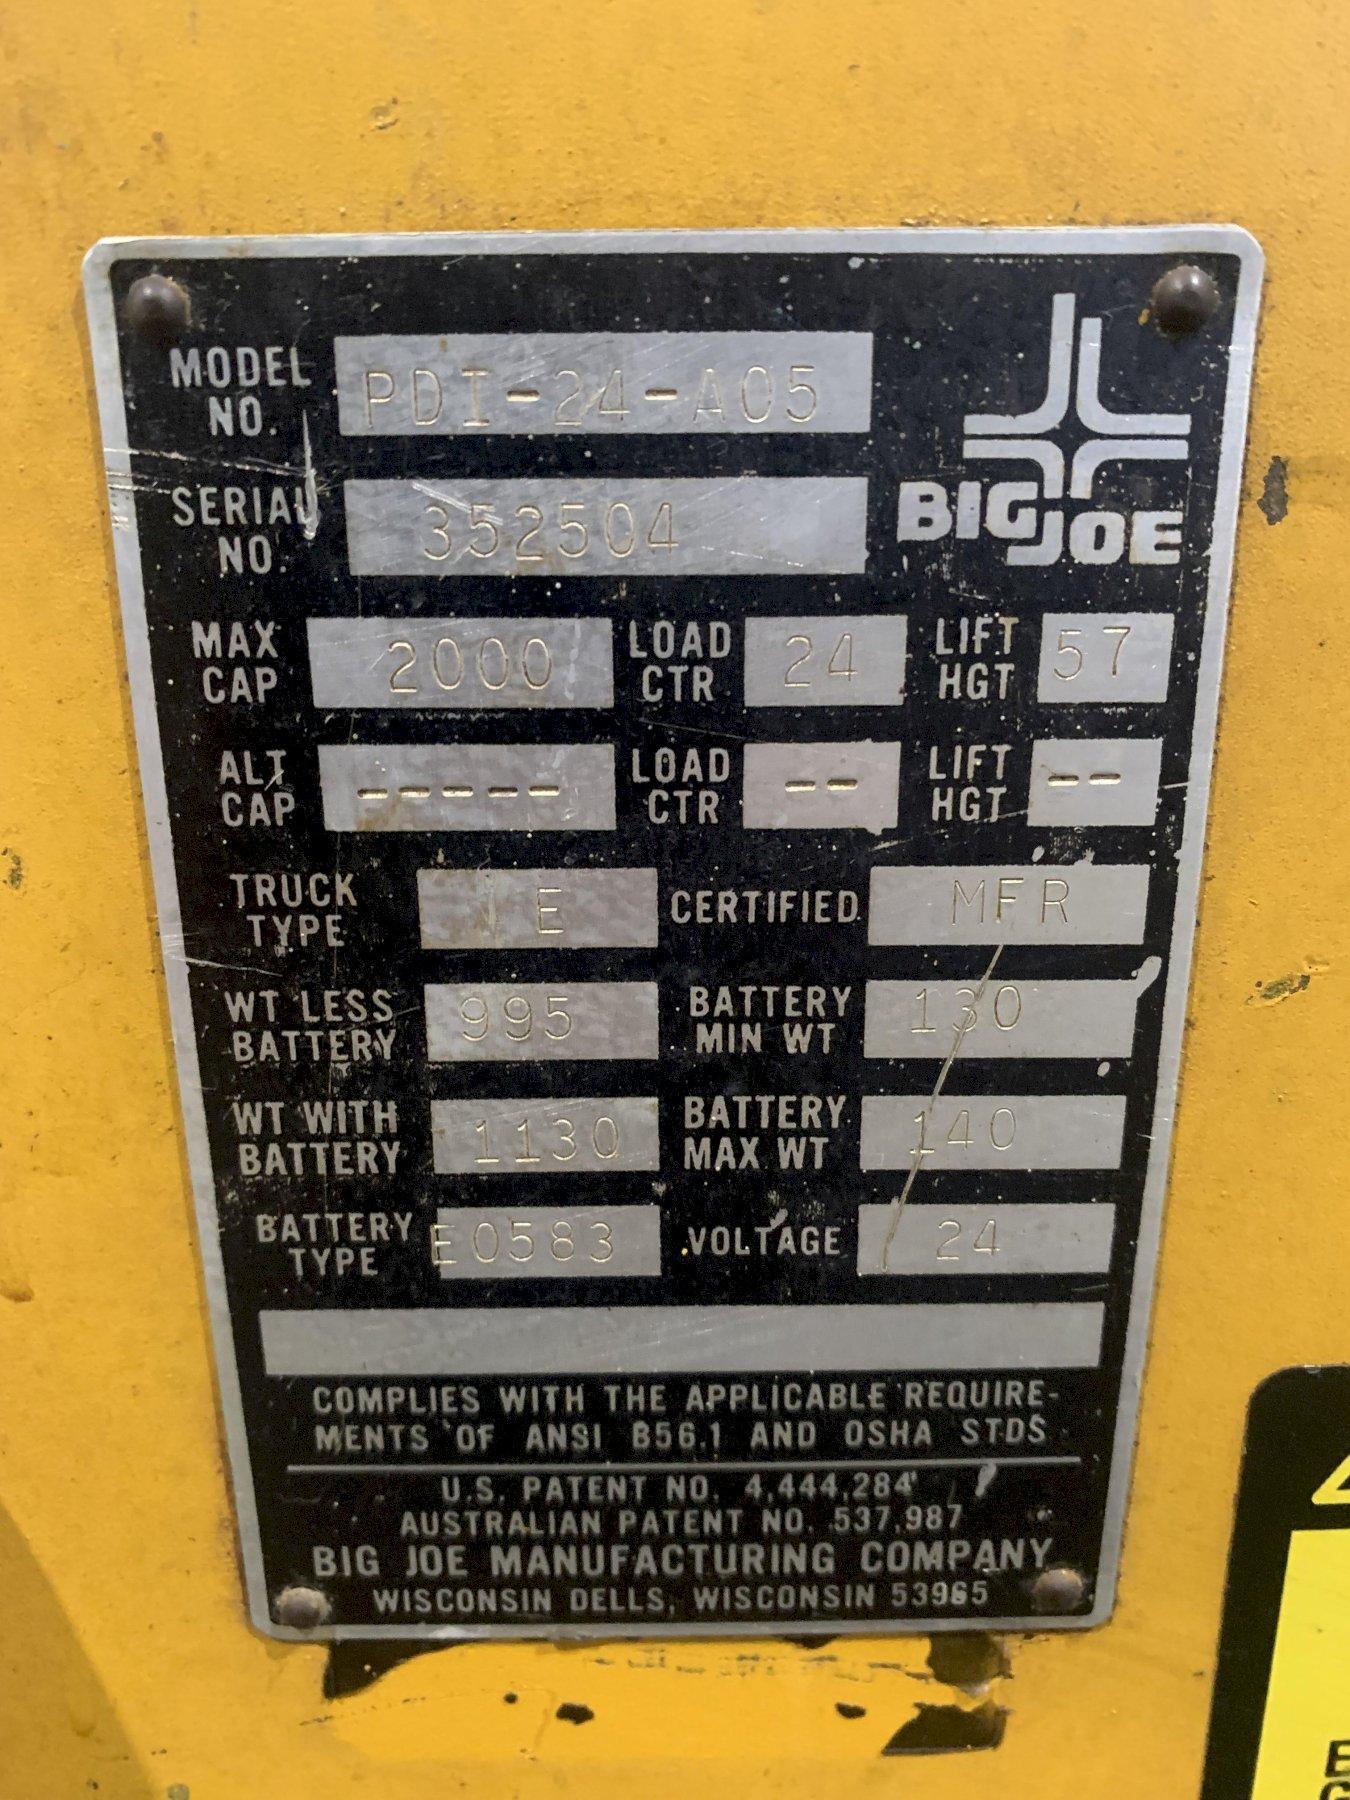 MODEL NO. PDI-24-A05
SERIAL NO. 352504
BIG JOE
MAX CAP 2000 LOAD CTR 24 LIFT HGT 57
ALT CAP ----- LOAD CTR -- LIFT HGT --
TRUCK TYPE E CERTIFIED MFR
WT LESS BATTERY 995 BATTERY MIN WT 130
WT WITH BATTERY 1130 BATTERY MAX WT 140
BATTERY TYPE E0583 VOLTAGE 24
COMPLIES WITH THE APPLICABLE REQUIRE-
MENTS OF ANSI B56.1 AND OSHA STDS
U.S. PATENT NO. 4,444,284
AUSTRALIAN PATENT NO. 537,987
BIG JOE MANUFACTURING COMPANY
WISCONSIN DELLS, WISCONSIN 53965